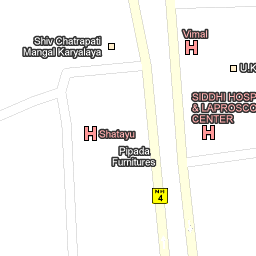 Vimal
Shiv Chatrapati
Mangal Karyalaya
U.K
SIDDHI HOSP
& LAPROSCO
CENTER
H
H
H
Shatayu
Pipada
Furnitures
NH
4